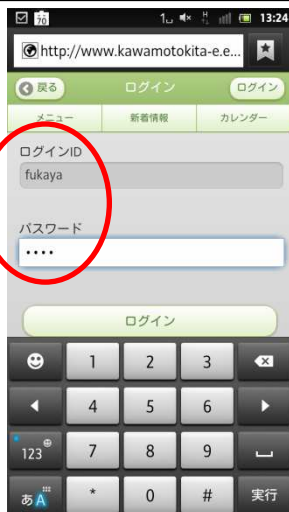 70 13:24
http://www.kawamotokita-e.e...
戻る ログイン ログイン
メニュー 新着情報 カレンダー
ログインID
fukaya
パスワード
••••
ログイン
1 2 3
4 5 6
123 7 8 9
あA * 0 # 実行